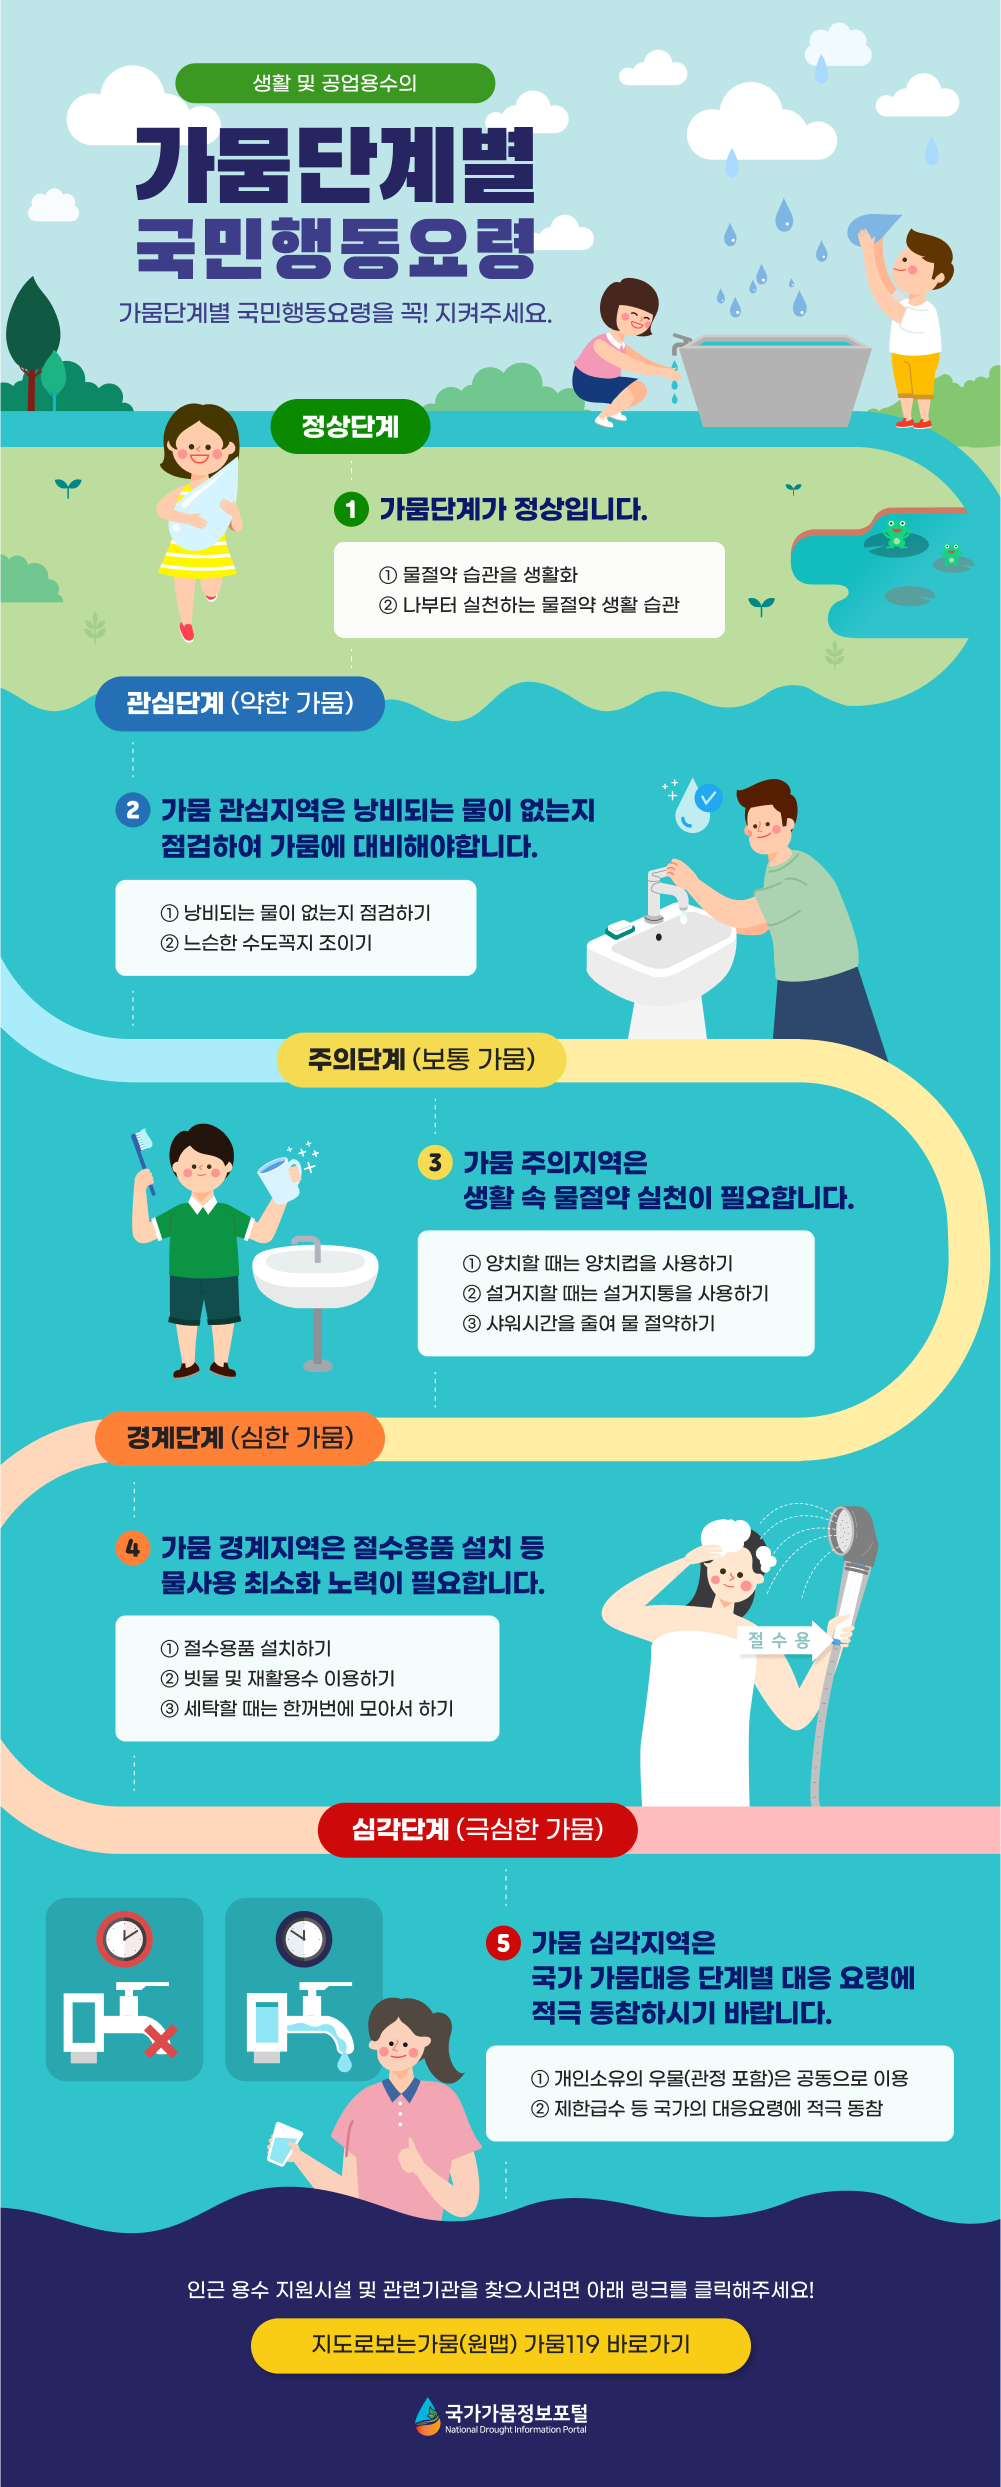 생활 및 공업용수의
가뭄단계별
국민행동요령
가뭄단계별 국민행동요령을 꼭! 지켜주세요.
정상단계
1 가뭄단계가 정상입니다.
① 물절약 습관을 생활화
② 나부터 실천하는 물절약 생활 습관
관심단계 (약한 가뭄)
2 가뭄 관심지역은 낭비되는 물이 없는지
점검하여 가뭄에 대비해야합니다.
① 낭비되는 물이 없는지 점검하기
② 느슨한 수도꼭지 조이기
주의단계 (보통 가뭄)
3 가뭄 주의지역은
생활 속 물절약 실천이 필요합니다.
① 양치할 때는 양치컵을 사용하기
② 설거지할 때는 설거지통을 사용하기
③ 샤워시간을 줄여 물 절약하기
경계단계 (심한 가뭄)
4 가뭄 경계지역은 절수용품 설치 등
물사용 최소화 노력이 필요합니다.
① 절수용품 설치하기
② 빗물 및 재활용수 이용하기
③ 세탁할 때는 한꺼번에 모아서 하기
절 수 용
심각단계 (극심한 가뭄)
5 가뭄 심각지역은
국가 가뭄대응 단계별 대응 요령에
적극 동참하시기 바랍니다.
① 개인소유의 우물(관정 포함)은 공동으로 이용
② 제한급수 등 국가의 대응요령에 적극 동참
인근 용수 지원시설 및 관련기관을 찾으시려면 아래 링크를 클릭해주세요!
지도로보는가뭄(원맵) 가뭄119 바로가기
국가가뭄정보포털
National Drought Information Portal